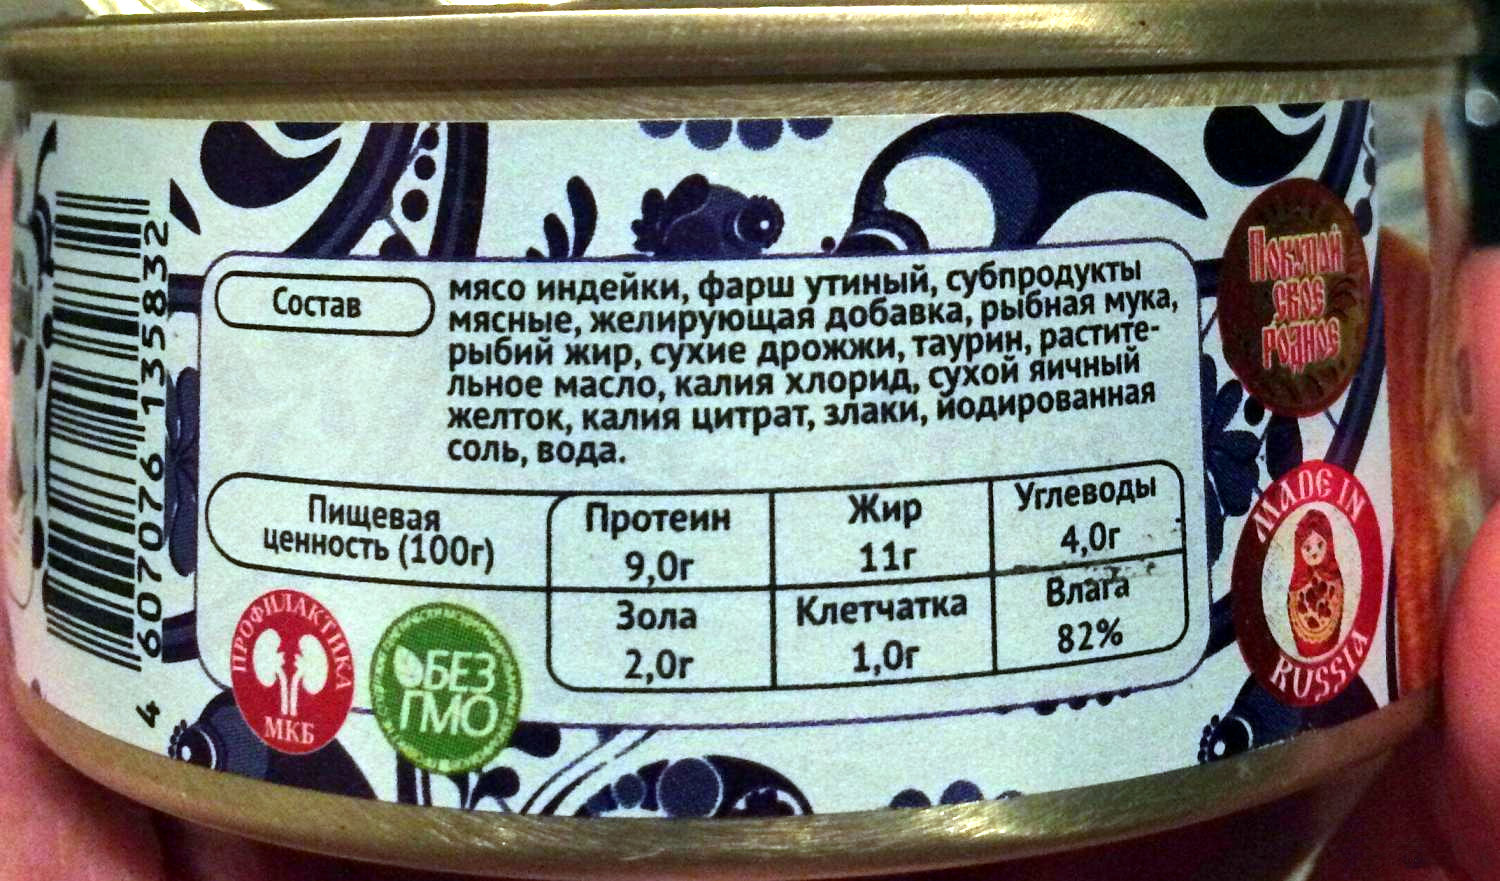 Состав
мясо индейки, фарш утиный, субпродукты
мясные, желирующая добавка, рыбная мука,
рыбий жир, сухие дрожжи, таурин, растите-
льное масло, калия хлорид, сухой яичный
желток, калия цитрат, злаки, йодированная
соль, вода.
Пищевая
ценность (100г)
Протеин
9,0г
Жир
11г
Углеводы
4,0г
Зола
2,0г
Клетчатка
1,0г
Влага
82%
ПРОФИЛАКТИКА
МКБ
БЕЗ
ГМО
ПОКУПАЙ
СВОЕ
РОДНОЕ
MADE IN
RUSSIA
4 607076 135832